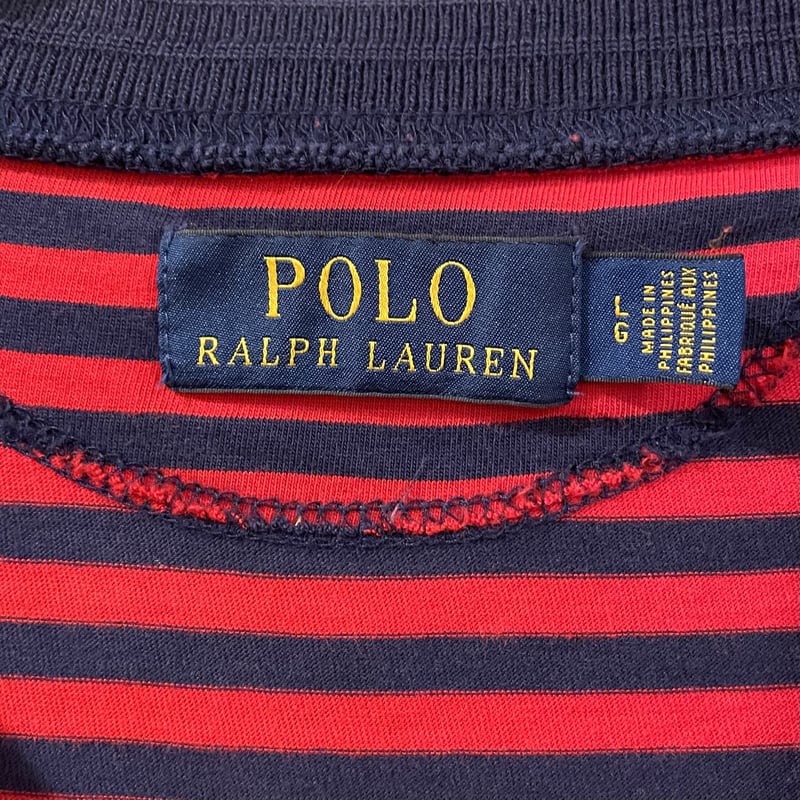 POLO
RALPH LAUREN
L
G
MADE IN
PHILIPPINES
FABRIQUÉ AUX
PHILIPPINES